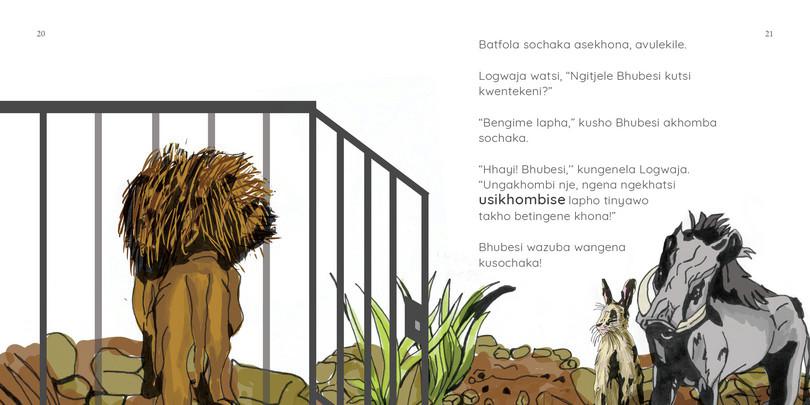 20
21
Batfola sochaka asekhona, avulekile.
Logwaja watsi, “Ngitjele Bhubesi kutsi
kwentekeni?”
“Bengime lapha,” kusho Bhubesi akhomba
sochaka.
“Hhayi! Bhubesi,’’ kungenela Logwaja.
“Ungakhombi nje, ngena ngekhatsi
usikhombise lapho tinyawo
takho betingene khona!”
Bhubesi wazuba wangena
kusochaka!